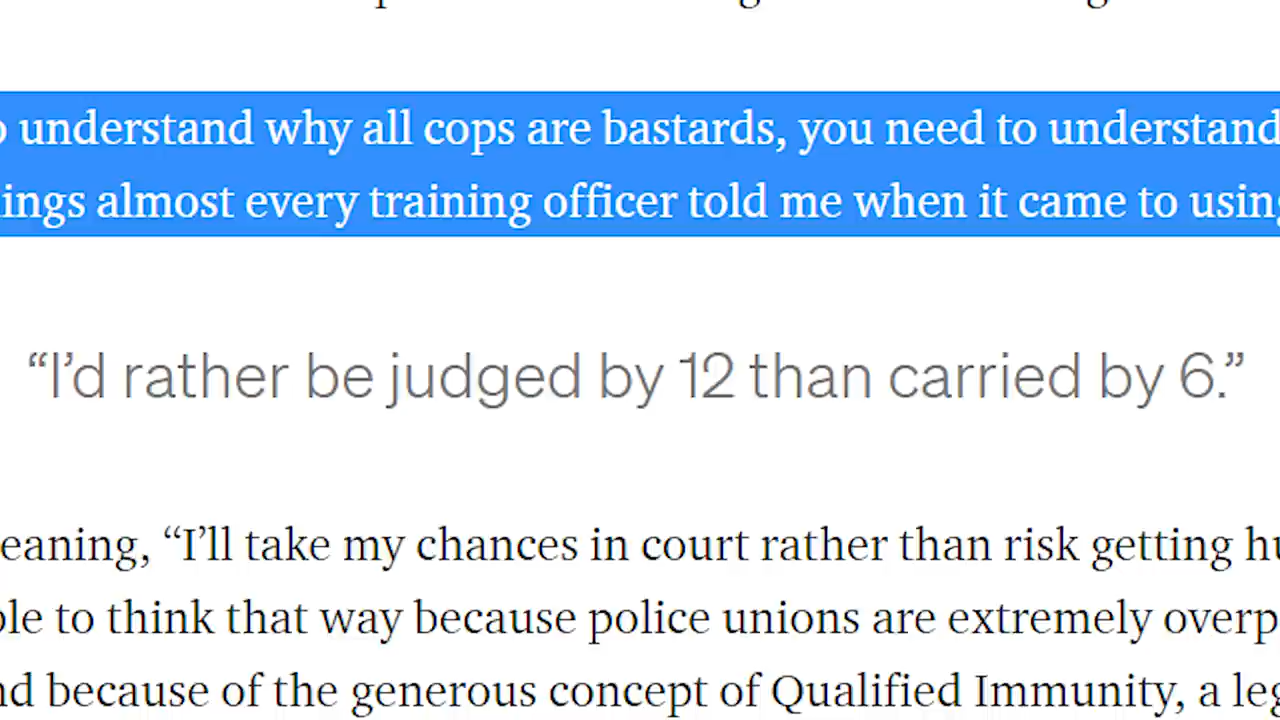 understand why all cops are bastards, you need to understand
almost every training officer told me when it came to
“I’d rather be judged by 12 than carried by 6.”
“I’ll take my chances in court rather than risk getting
to think that way because police unions are extremely
because of the generous concept of Qualified Immunity, a